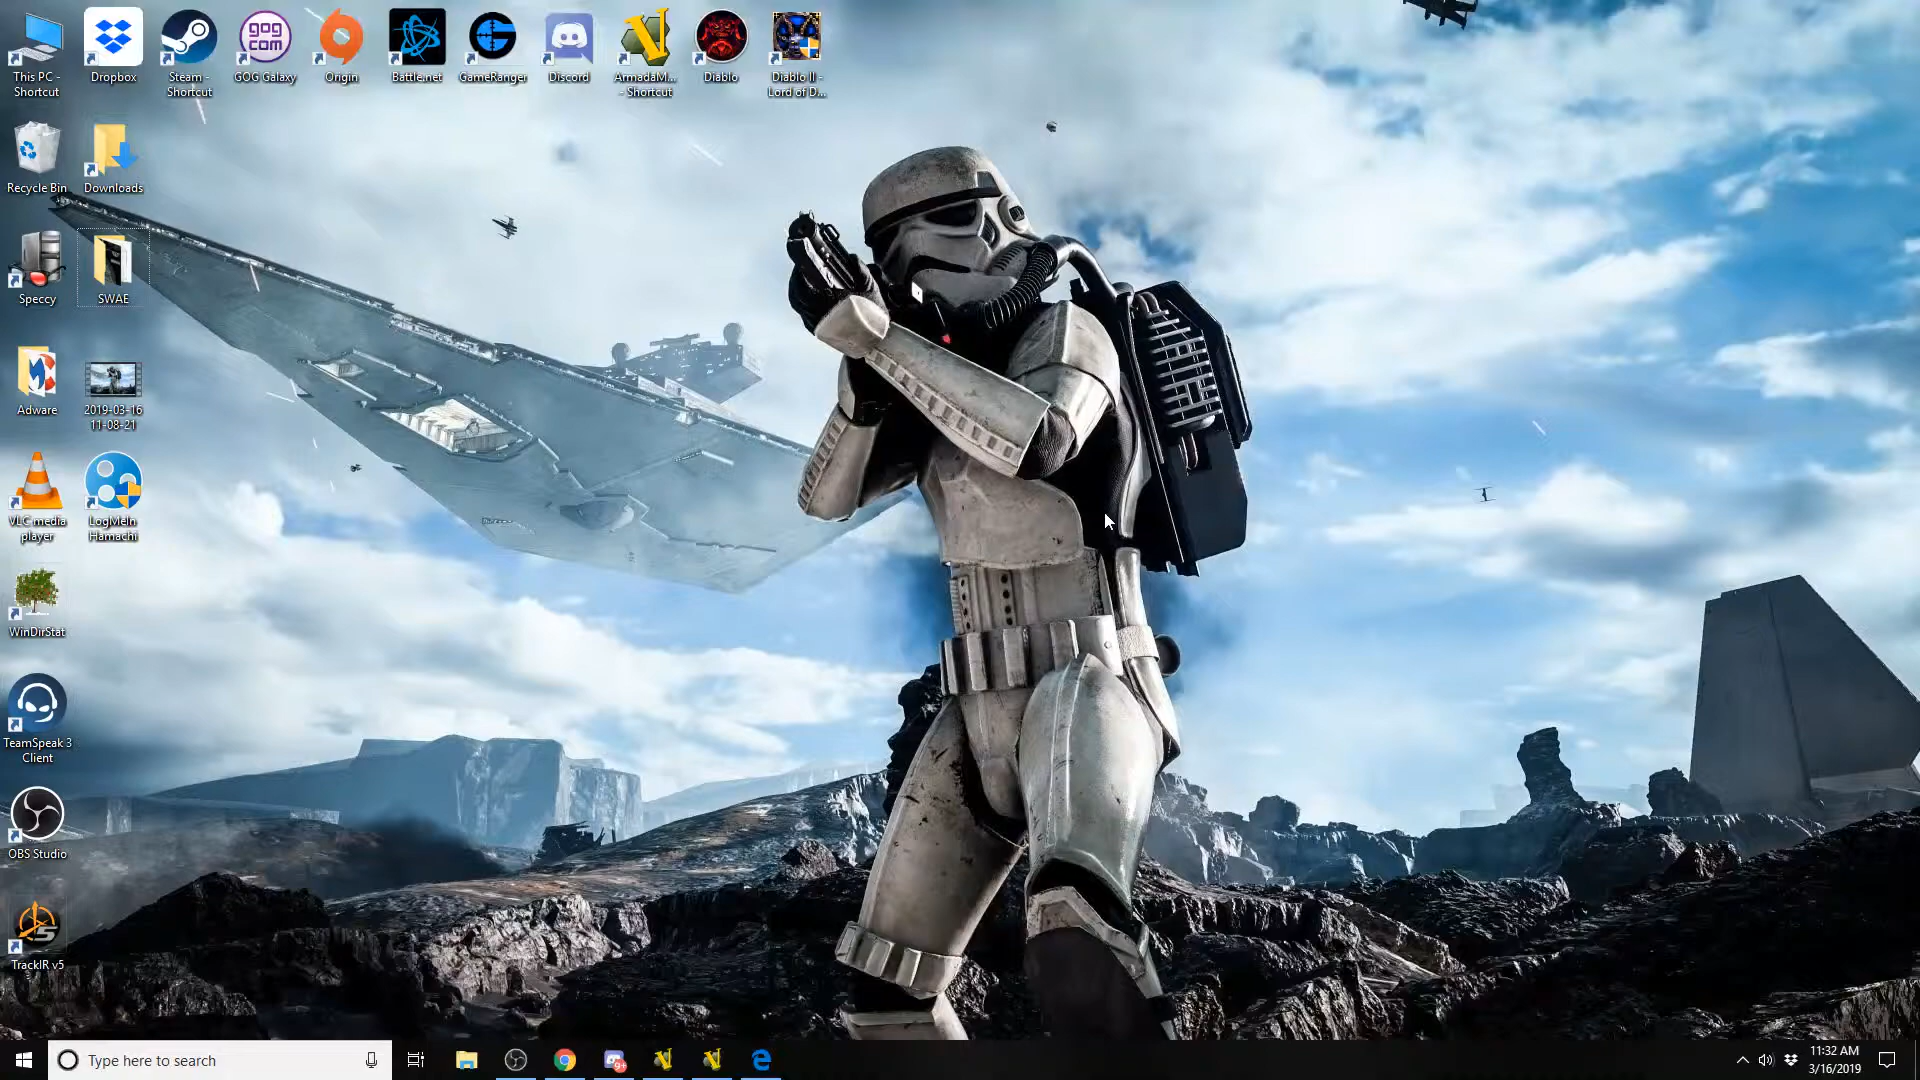 This PC -
Shortcut
Dropbox
Steam -
Shortcut
gog
com
GOG Galaxy
Origin
Battle.net
GameRanger
Discord
ArmadaM...
- Shortcut
Diablo
Diablo II -
Lord of D...
Recycle Bin
Downloads
Speccy
SWAE
Adware
2019-03-16
11-08-21
VLC media
player
LogMeIn
Hamachi
WinDirStat
TeamSpeak 3
Client
OBS Studio
TrackIR v5
Type here to search
9+
11:32 AM
3/16/2019